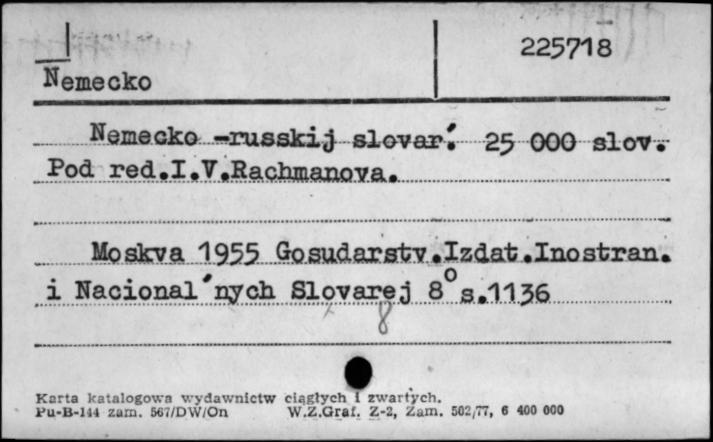 225718
Nemecko
Nemecko -russkij slovar'. 25 000 slov.
Pod red.I.V.Rachmanova.
Moskva 1955 Gosudarstv.Izdat.Inostran.
i Nacional'nych Slovarej 8° s.1136
8
Karta katalogowa wydawnictw ciągłych i zwartych.
Pu-B-144 zam. 567/DW/On W.Z.Graf. Z-2, Zam. 502/77, 6 400 000